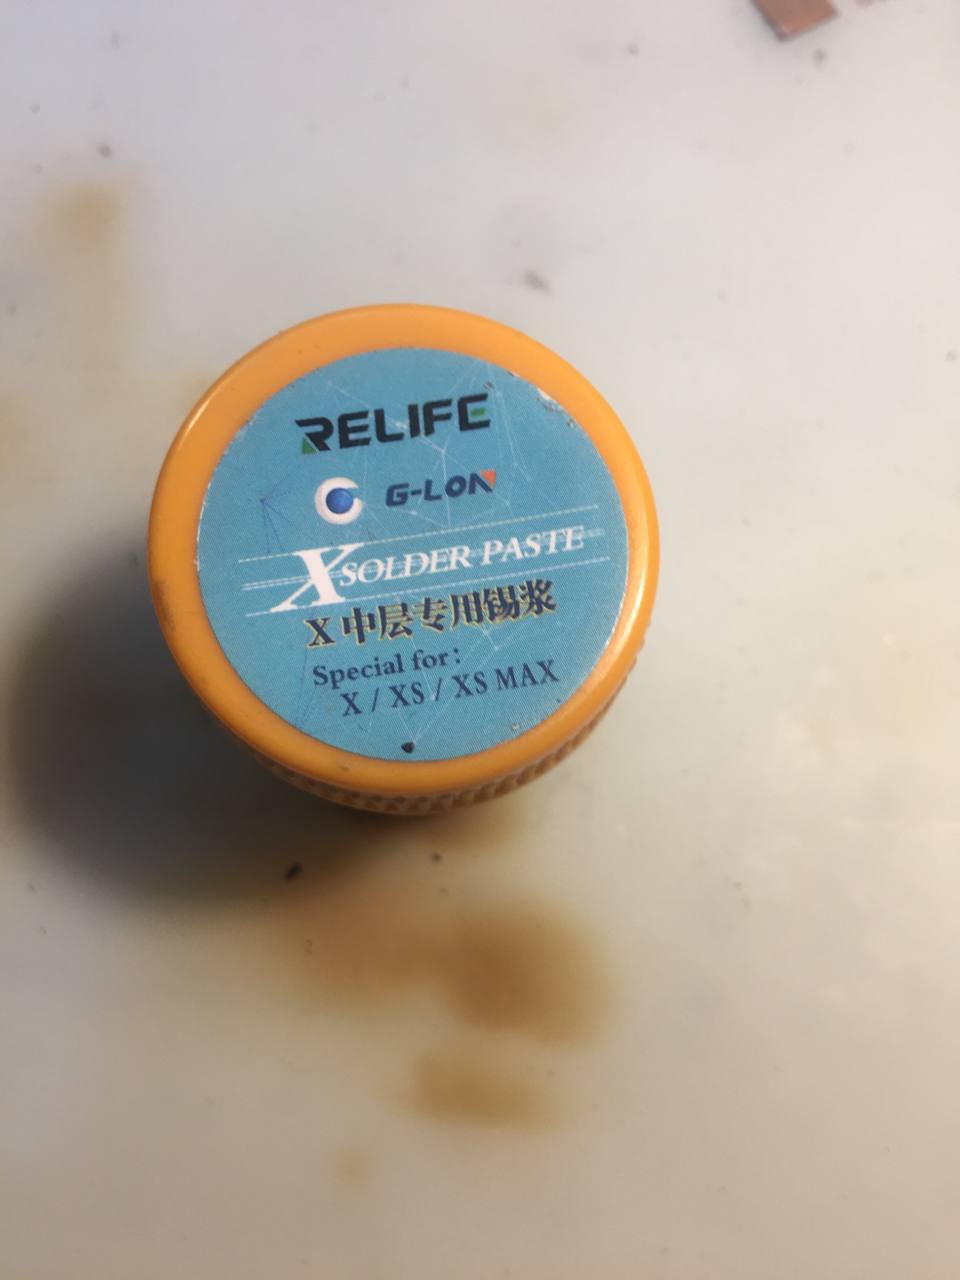 RELIFE
G-LON
X SOLDER PASTE
X 中层专用锡浆
Special for:
X / XS / XS MAX